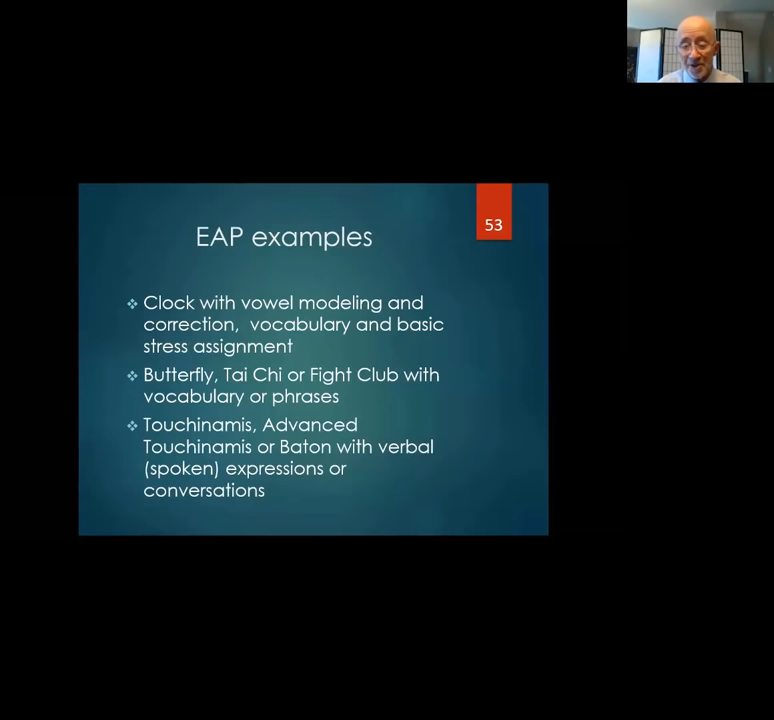 53
EAP examples
Clock with vowel modeling and
correction, vocabulary and basic
stress assignment
Butterfly, Tai Chi or Fight Club with
vocabulary or phrases
Touchinamis, Advanced
Touchinamis or Baton with verbal
(spoken) expressions or
conversations